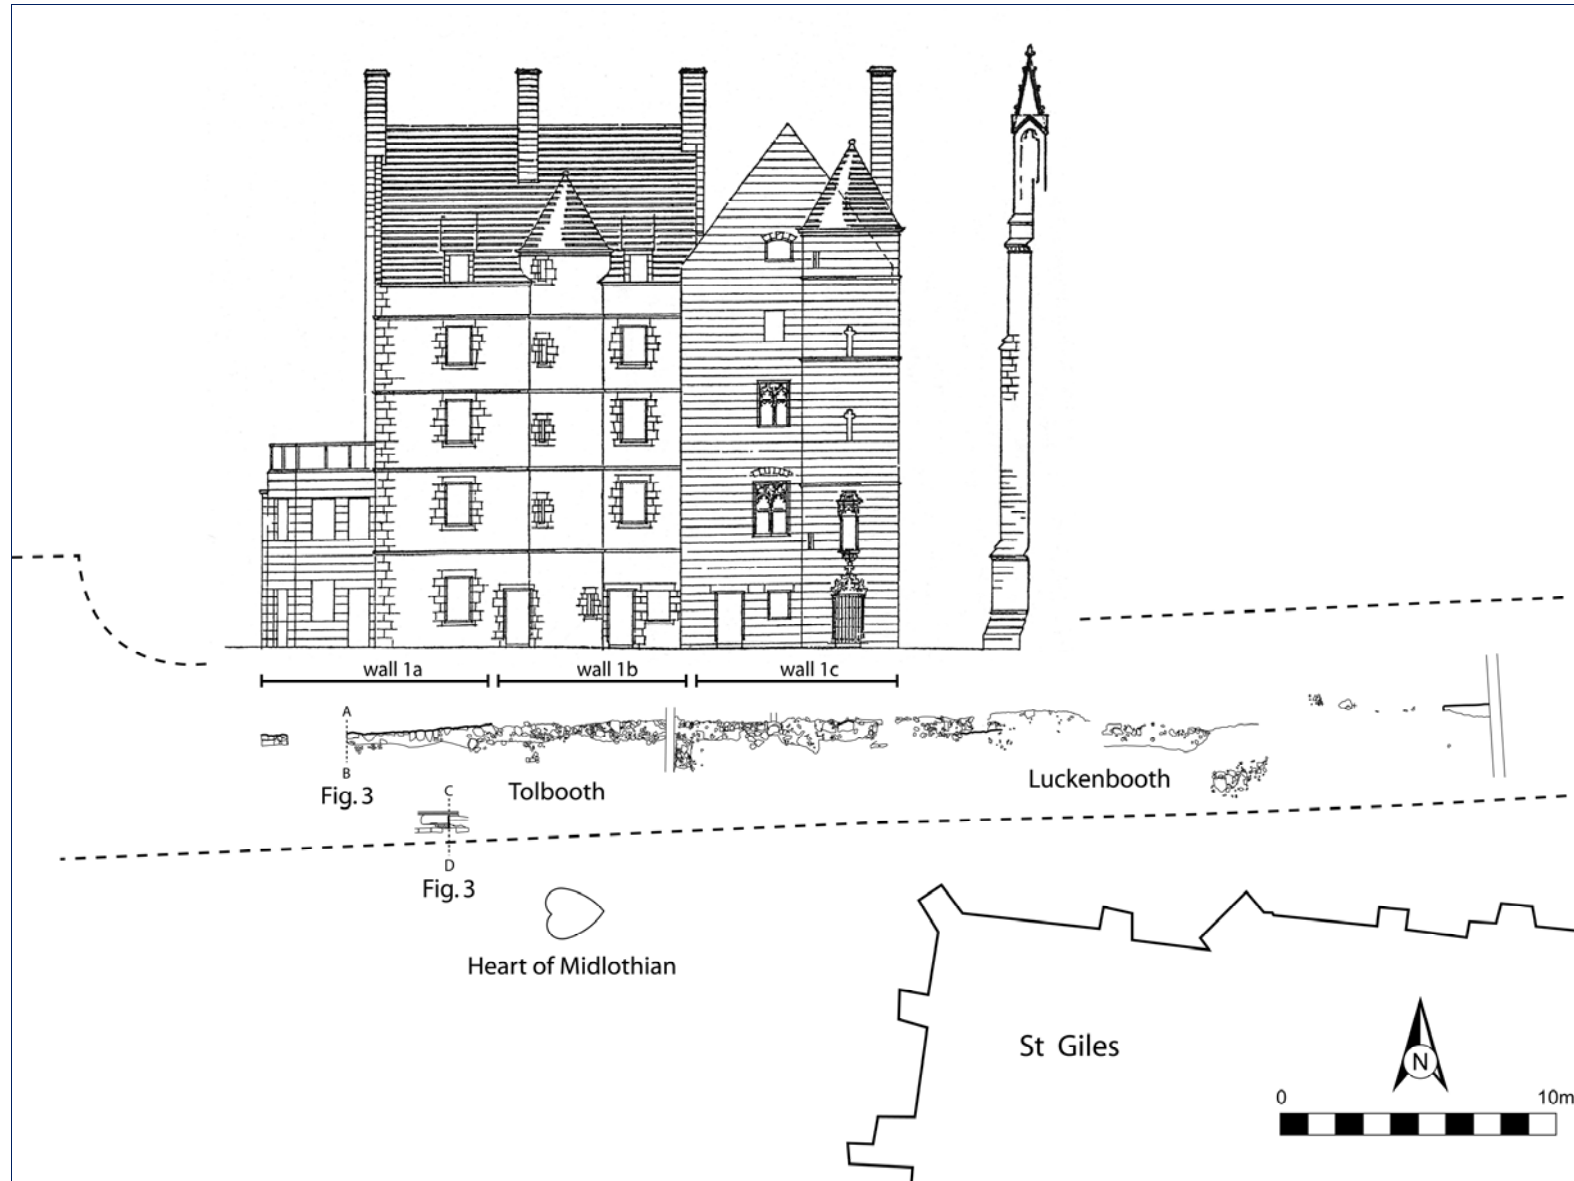 wall 1a
wall 1b
wall 1c
A
B
Fig. 3
Tolbooth
Luckenbooth
C
D
Fig. 3
Heart of Midlothian
St Giles
N
0
10m